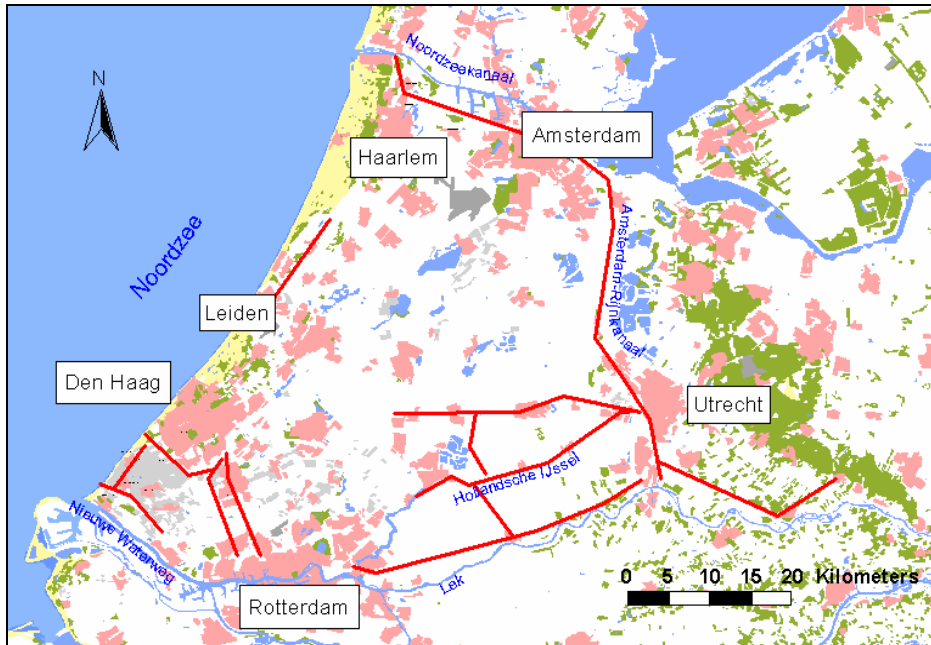 N
Noordzeekanaal
Amsterdam
Haarlem
Noordzee
Amsterdam-Rijnkanaal
Leiden
Den Haag
Utrecht
Hollandsche IJssel
Nieuwe Waterweg
Lek
0 5 10 15 20 Kilometers
Rotterdam